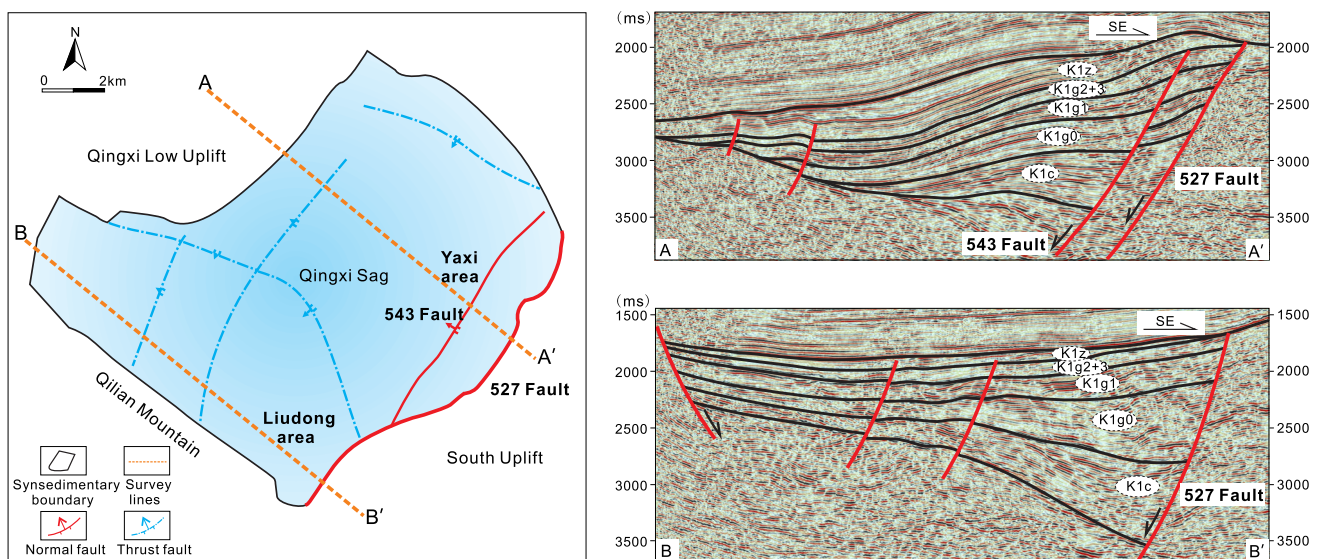 N
0 2km
A
Qingxi Low Uplift
B
Yaxi
area
Qingxi Sag
543 Fault
A′
527 Fault
Qilian Mountain
Liudong
area
South Uplift
B′
Synsedimentary
boundary
Survey
lines
Normal fault
Thrust fault
(ms)
SE
2000
2000
K1z
K1g2+3
2500
2500
K1g1
K1g0
3000
3000
K1c
527 Fault
3500
3500
543 Fault
A
A′
(ms)
1500
1500
SE
K1z
K1g2+3
2000
2000
K1g1
K1g0
2500
2500
K1c
3000
3000
527 Fault
3500
3500
B
B′